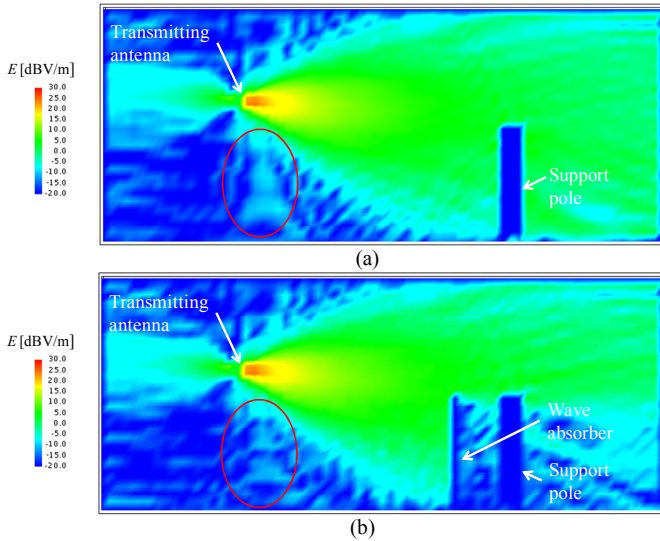 Transmitting
antenna
E [dBV/m]
30.0
25.0
20.0
15.0
10.0
5.0
0.0
-5.0
-10.0
-15.0
-20.0
Support
pole
(a)
Transmitting
antenna
E [dBV/m]
30.0
25.0
20.0
15.0
10.0
5.0
0.0
-5.0
-10.0
-15.0
-20.0
Wave
absorber
Support
pole
(b)